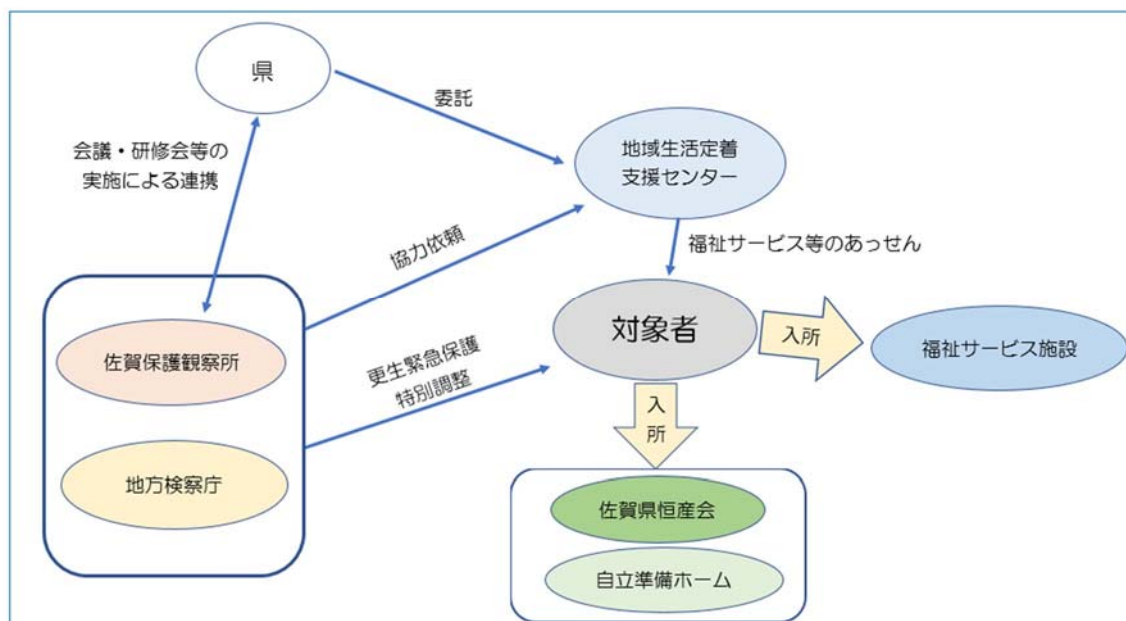 県
委託
会議・研修会等の
実施による連携
地域生活定着
支援センター
協力依頼
福祉サービス等のあっせん
佐賀保護観察所
対象者
入所
福祉サービス施設
更生緊急保護
特別調整
入
所
地方検察庁
佐賀県恒産会
自立準備ホーム